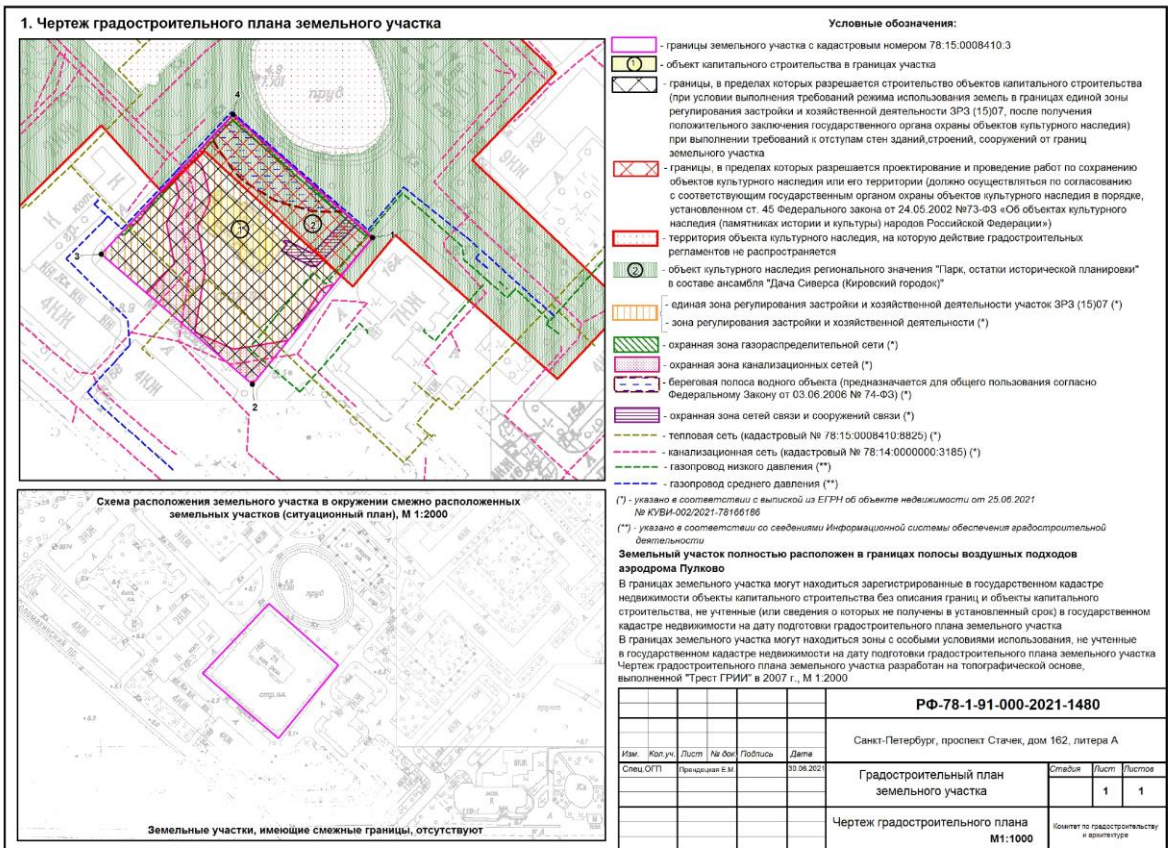 1. Чертеж градостроительного плана земельного участка
4
пруд
1
2
3
1
2
164
152
4НЖ
Схема расположения земельного участка в окружении смежно расположенных
земельных участков (ситуационный план), М 1:2000
пруд
Земельные участки, имеющие смежные границы, отсутствуют
Условные обозначения:
- границы земельного участка с кадастровым номером 78:15:0008410:3
1
- объект капитального строительства в границах участка
- границы, в пределах которых разрешается строительство объектов капитального строительства
(при условии выполнения требований режима использования земель в границах единой зоны
регулирования застройки и хозяйственной деятельности ЗРЗ (15)07, после получения
положительного заключения государственного органа охраны объектов культурного наследия)
при выполнении требований к отступам стен зданий,строений, сооружений от границ
земельного участка
- границы, в пределах которых разрешается проектирование и проведение работ по сохранению
объектов культурного наследия или его территории (должно осуществляться по согласованию
с соответствующим государственным органом охраны объектов культурного наследия в порядке,
установленном ст. 45 Федерального закона от 24.05.2002 №73-ФЗ «Об объектах культурного
наследия (памятниках истории и культуры) народов Российской Федерации»)
- территория объекта культурного наследия, на которую действие градостроительных
регламентов не распространяется
2
- объект культурного наследия регионального значения "Парк, остатки исторической планировки"
в составе ансамбля "Дача Сиверса (Кировский городок)"
- единая зона регулирования застройки и хозяйственной деятельности участок ЗРЗ (15)07 (*)
- зона регулирования застройки и хозяйственной деятельности (*)
- охранная зона газораспределительной сети (*)
- охранная зона канализационных сетей (*)
- береговая полоса водного объекта (предназначается для общего пользования согласно
Федеральному Закону от 03.06.2006 № 74-ФЗ) (*)
- охранная зона сетей связи и сооружений связи (*)
- тепловая сеть (кадастровый № 78:15:0008410:8825) (*)
- канализационная сеть (кадастровый № 78:14:0000000:3185) (*)
- газопровод низкого давления (**)
- газопровод среднего давления (**)
(*) - указано в соответствии с выпиской из ЕГРН об объекте недвижимости от 25.06.2021
№ КУВИ-002/2021-78166186
(**) - указано в соответствии со сведениями Информационной системы обеспечения градостроительной
деятельности
Земельный участок полностью расположен в границах полосы воздушных подходов
аэродрома Пулково
В границах земельного участка могут находиться зарегистрированные в государственном кадастре
недвижимости объекты капитального строительства без описания границ и объекты капитального
строительства, не учтенные (или сведения о которых не получены в установленный срок) в государственном
кадастре недвижимости на дату подготовки градостроительного плана земельного участка
В границах земельного участка могут находиться зоны с особыми условиями использования, не учтенные
в государственном кадастре недвижимости на дату подготовки градостроительного плана земельного участка
Чертеж градостроительного плана земельного участка разработан на топографической основе,
выполненной "Трест ГРИИ" в 2007 г., М 1:2000
РФ-78-1-91-000-2021-1480
Санкт-Петербург, проспект Стачек, дом 162, литера А
Изм. Кол.уч. Лист № док Подпись Дата
Спец.ОГП Прендецкая Е.М. 30.06.2021
Градостроительный план
земельного участка
Стадия Лист Листов
1 1
Чертеж градостроительного плана
М1:1000
Комитет по градостроительству
и архитектуре